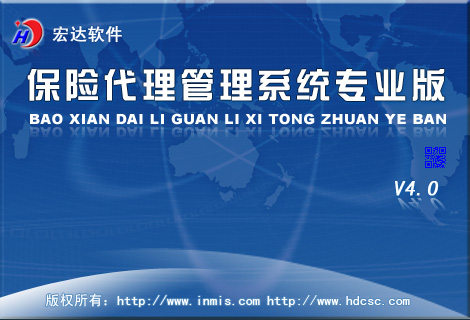 宏达软件
保险代理管理系统专业版
BAO XIAN DAI LI GUAN LI XI TONG ZHUAN YE BAN
V4.0
版权所有：http://www.inmis.com http://www.hdcsc.com